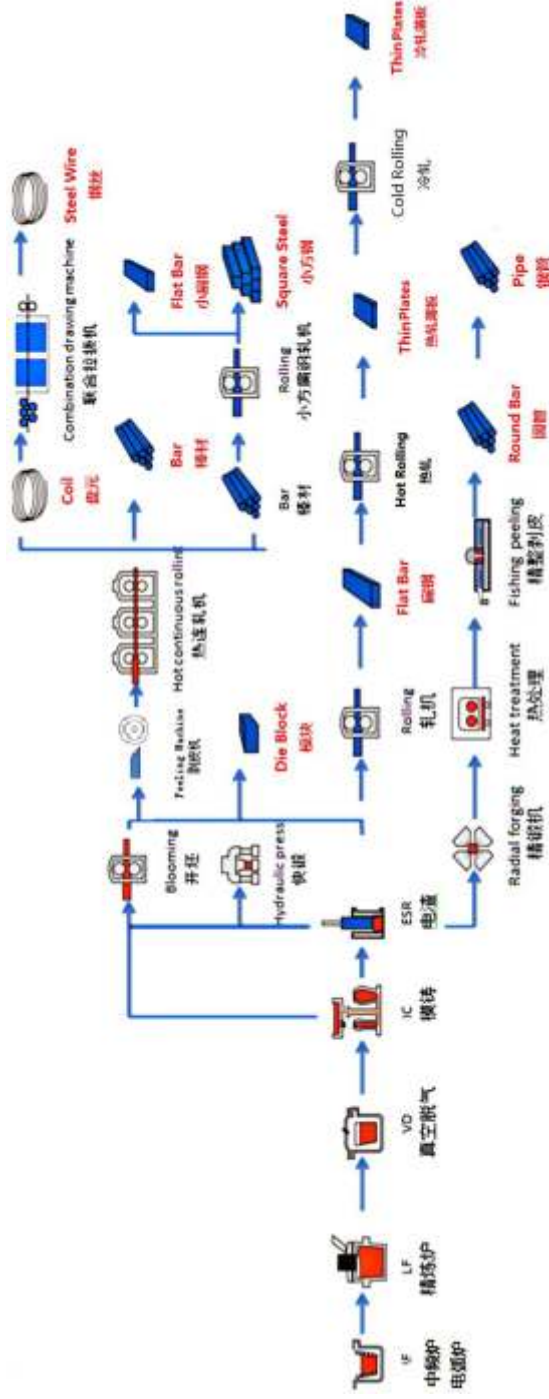 Coil
盘元
Combination drawing machine
联合拉拔机
Steel Wire
钢丝
Blooming
开坯
Peeling Machine
剥皮机
Hot continuous rolling
热连轧机
Bar
棒材
Flat Bar
小扁钢
Hydraulic press
快锻
Die Block
模块
Bar
棒材
Rolling
小方扁钢轧机
Square Steel
小方钢
IF
中频炉
电弧炉
LF
精炼炉
VD
真空脱气
IC
模铸
ESR
电渣
Rolling
轧机
Flat Bar
扁钢
Hot Rolling
热轧
ThinPlates
热轧薄板
Cold Rolling
冷轧
ThinPlates
冷轧薄板
Radial forging
精锻机
Heat treatment
热处理
Fishing peeling
精整剥皮
Round Bar
圆管
Pipe
钢管